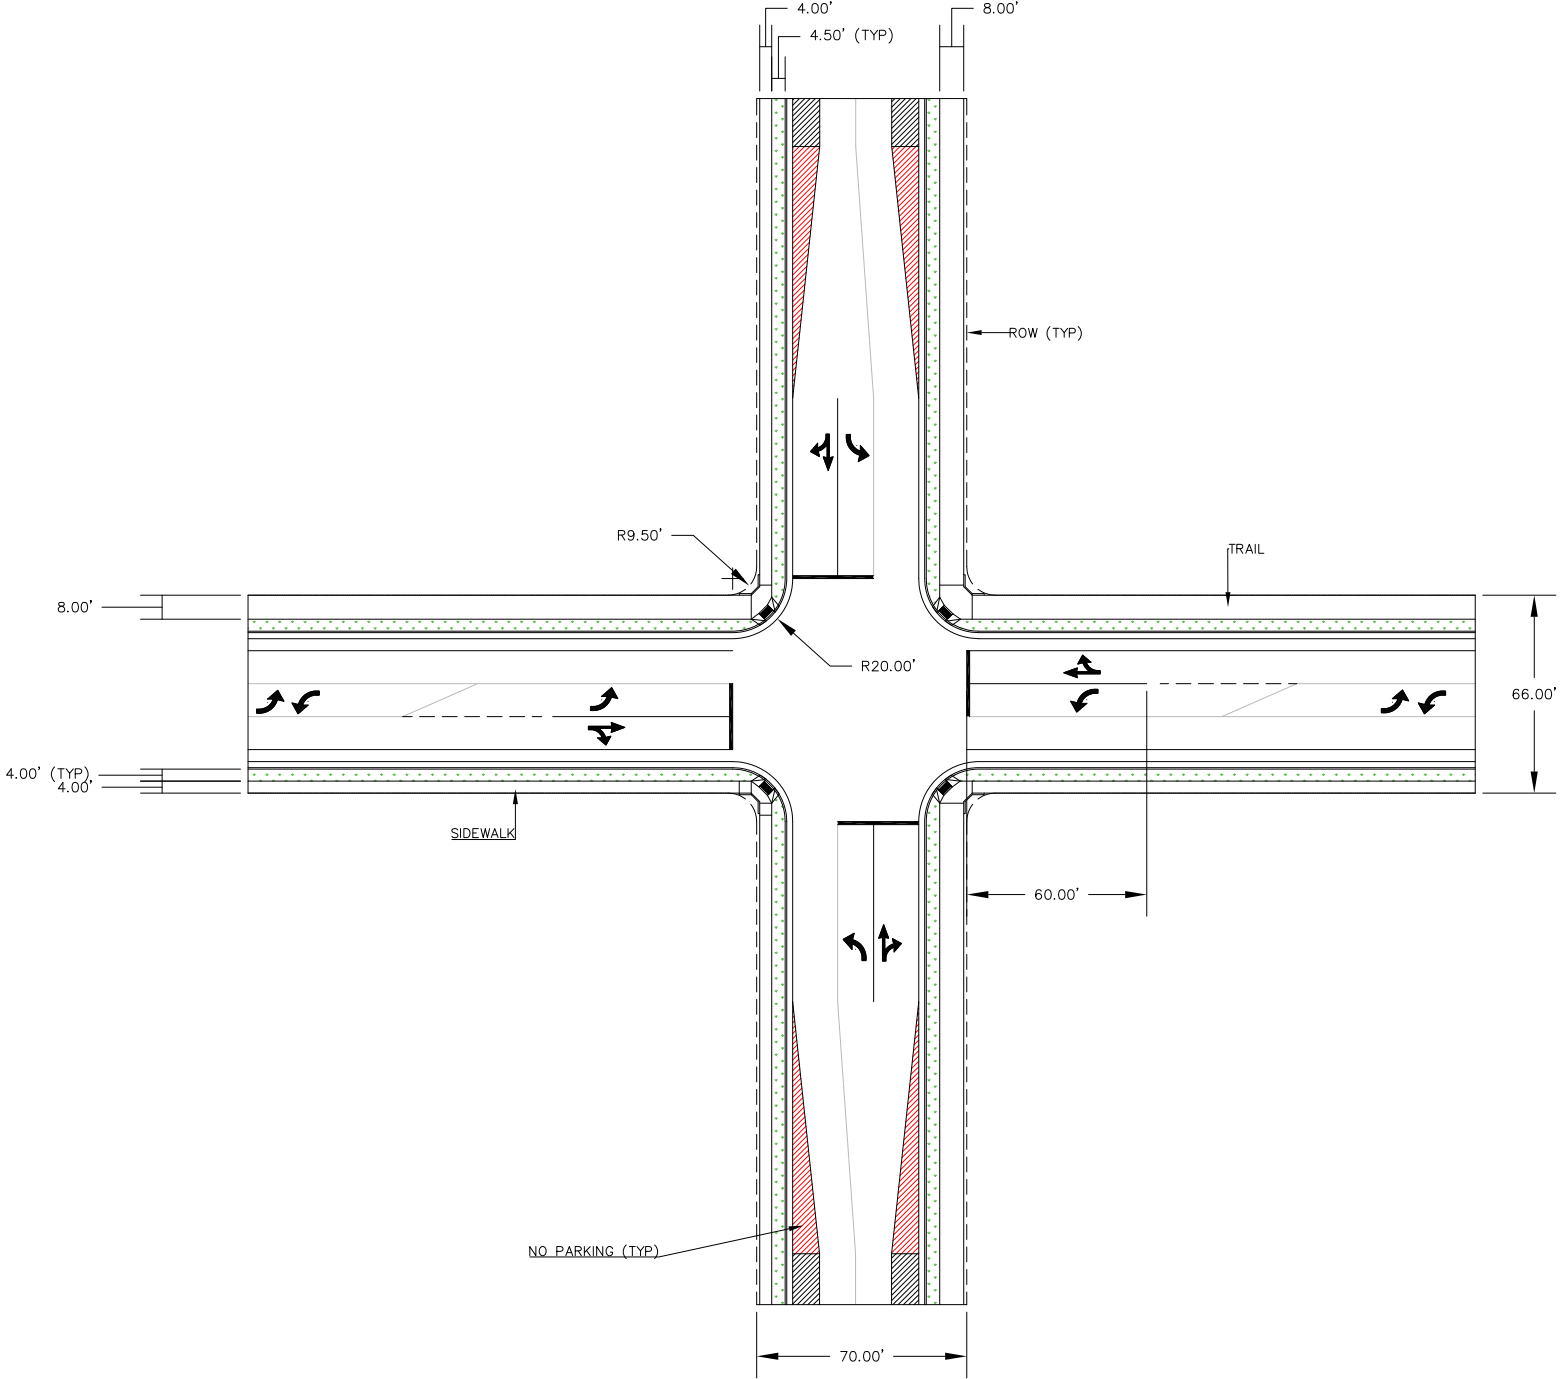 4.00'
8.00'
4.50' (TYP)
ROW (TYP)
R9.50'
TRAIL
8.00'
R20.00'
66.00'
4.00' (TYP)
4.00'
SIDEWALK
60.00'
NO PARKING (TYP)
70.00'